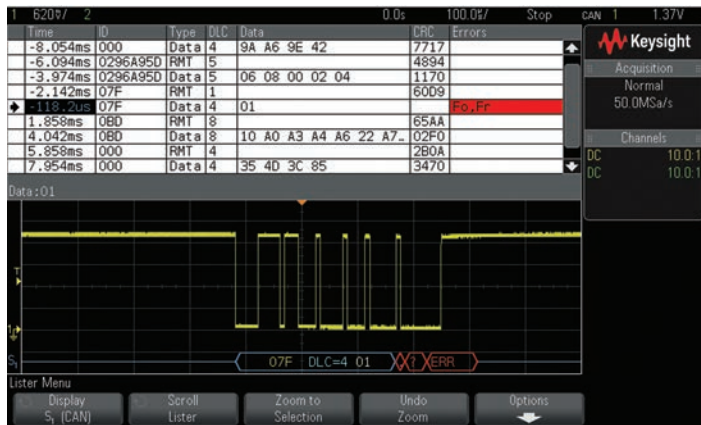 1 620♥/ 2 0.0s 100.0♥/ Stop CAN 1 1.37V
Time ID Type DLC Data CRC Errors
-8.054ms 000 Data 4 9A A6 9E 42 7717
-6.094ms 0296A95D RMT 5 4894
-3.974ms 0296A95D Data 5 06 08 00 02 04 1170
-2.142ms 07F RMT 1 60D9
-118.2us 07F Data 4 01 Fo,Fr
1.858ms 0BD RMT 8 65AA
4.042ms 0BD Data 8 10 A0 A3 A4 A6 22 A7… 02F0
5.858ms 000 RMT 4 2B0A
7.954ms 000 Data 4 35 4D 3C 85 3470
Keysight
Acquisition
Normal
50.0MSa/s
Channels
DC 10.0:1
DC 10.0:1
Data:01
T
S1 07F DLC=4 01 ? ERR
Lister Menu
Display
S1 (CAN)
Scroll
Lister
Zoom to
Selection
Undo
Zoom
Options